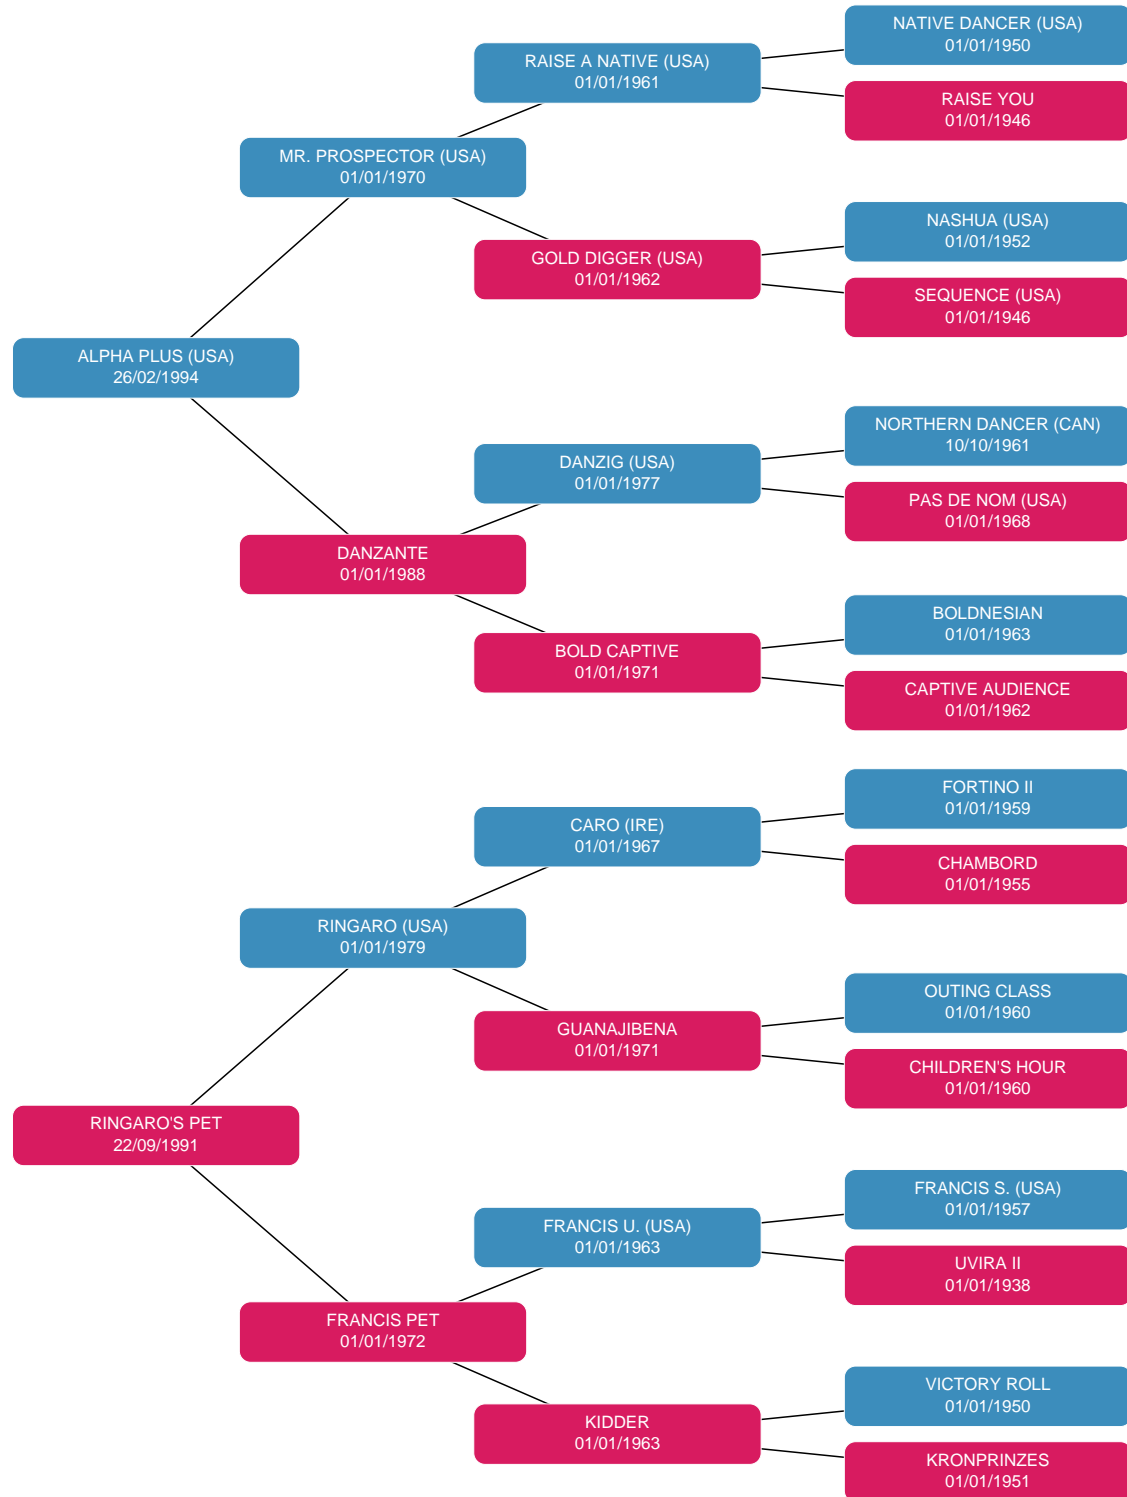 NATIVE DANCER (USA)
01/01/1950
RAISE A NATIVE (USA)
01/01/1961
RAISE YOU
01/01/1946
MR. PROSPECTOR (USA)
01/01/1970
NASHUA (USA)
01/01/1952
GOLD DIGGER (USA)
01/01/1962
SEQUENCE (USA)
01/01/1946
ALPHA PLUS (USA)
26/02/1994
NORTHERN DANCER (CAN)
10/10/1961
DANZIG (USA)
01/01/1977
PAS DE NOM (USA)
01/01/1968
DANZANTE
01/01/1988
BOLDNESIAN
01/01/1963
BOLD CAPTIVE
01/01/1971
CAPTIVE AUDIENCE
01/01/1962
FORTINO II
01/01/1959
CARO (IRE)
01/01/1967
CHAMBORD
01/01/1955
RINGARO (USA)
01/01/1979
OUTING CLASS
01/01/1960
GUANAJIBENA
01/01/1971
CHILDREN'S HOUR
01/01/1960
RINGARO'S PET
22/09/1991
FRANCIS S. (USA)
01/01/1957
FRANCIS U. (USA)
01/01/1963
UVIRA II
01/01/1938
FRANCIS PET
01/01/1972
VICTORY ROLL
01/01/1950
KIDDER
01/01/1963
KRONPRINZES
01/01/1951